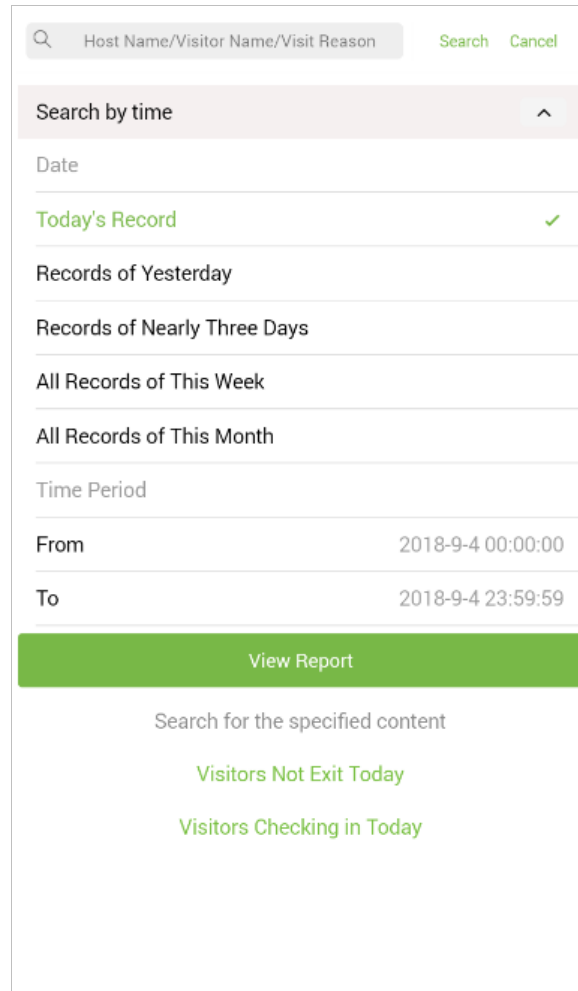 Host Name/Visitor Name/Visit Reason Search Cancel
Search by time
Date
Today's Record
Records of Yesterday
Records of Nearly Three Days
All Records of This Week
All Records of This Month
Time Period
From 2018-9-4 00:00:00
To 2018-9-4 23:59:59
View Report
Search for the specified content
Visitors Not Exit Today
Visitors Checking in Today